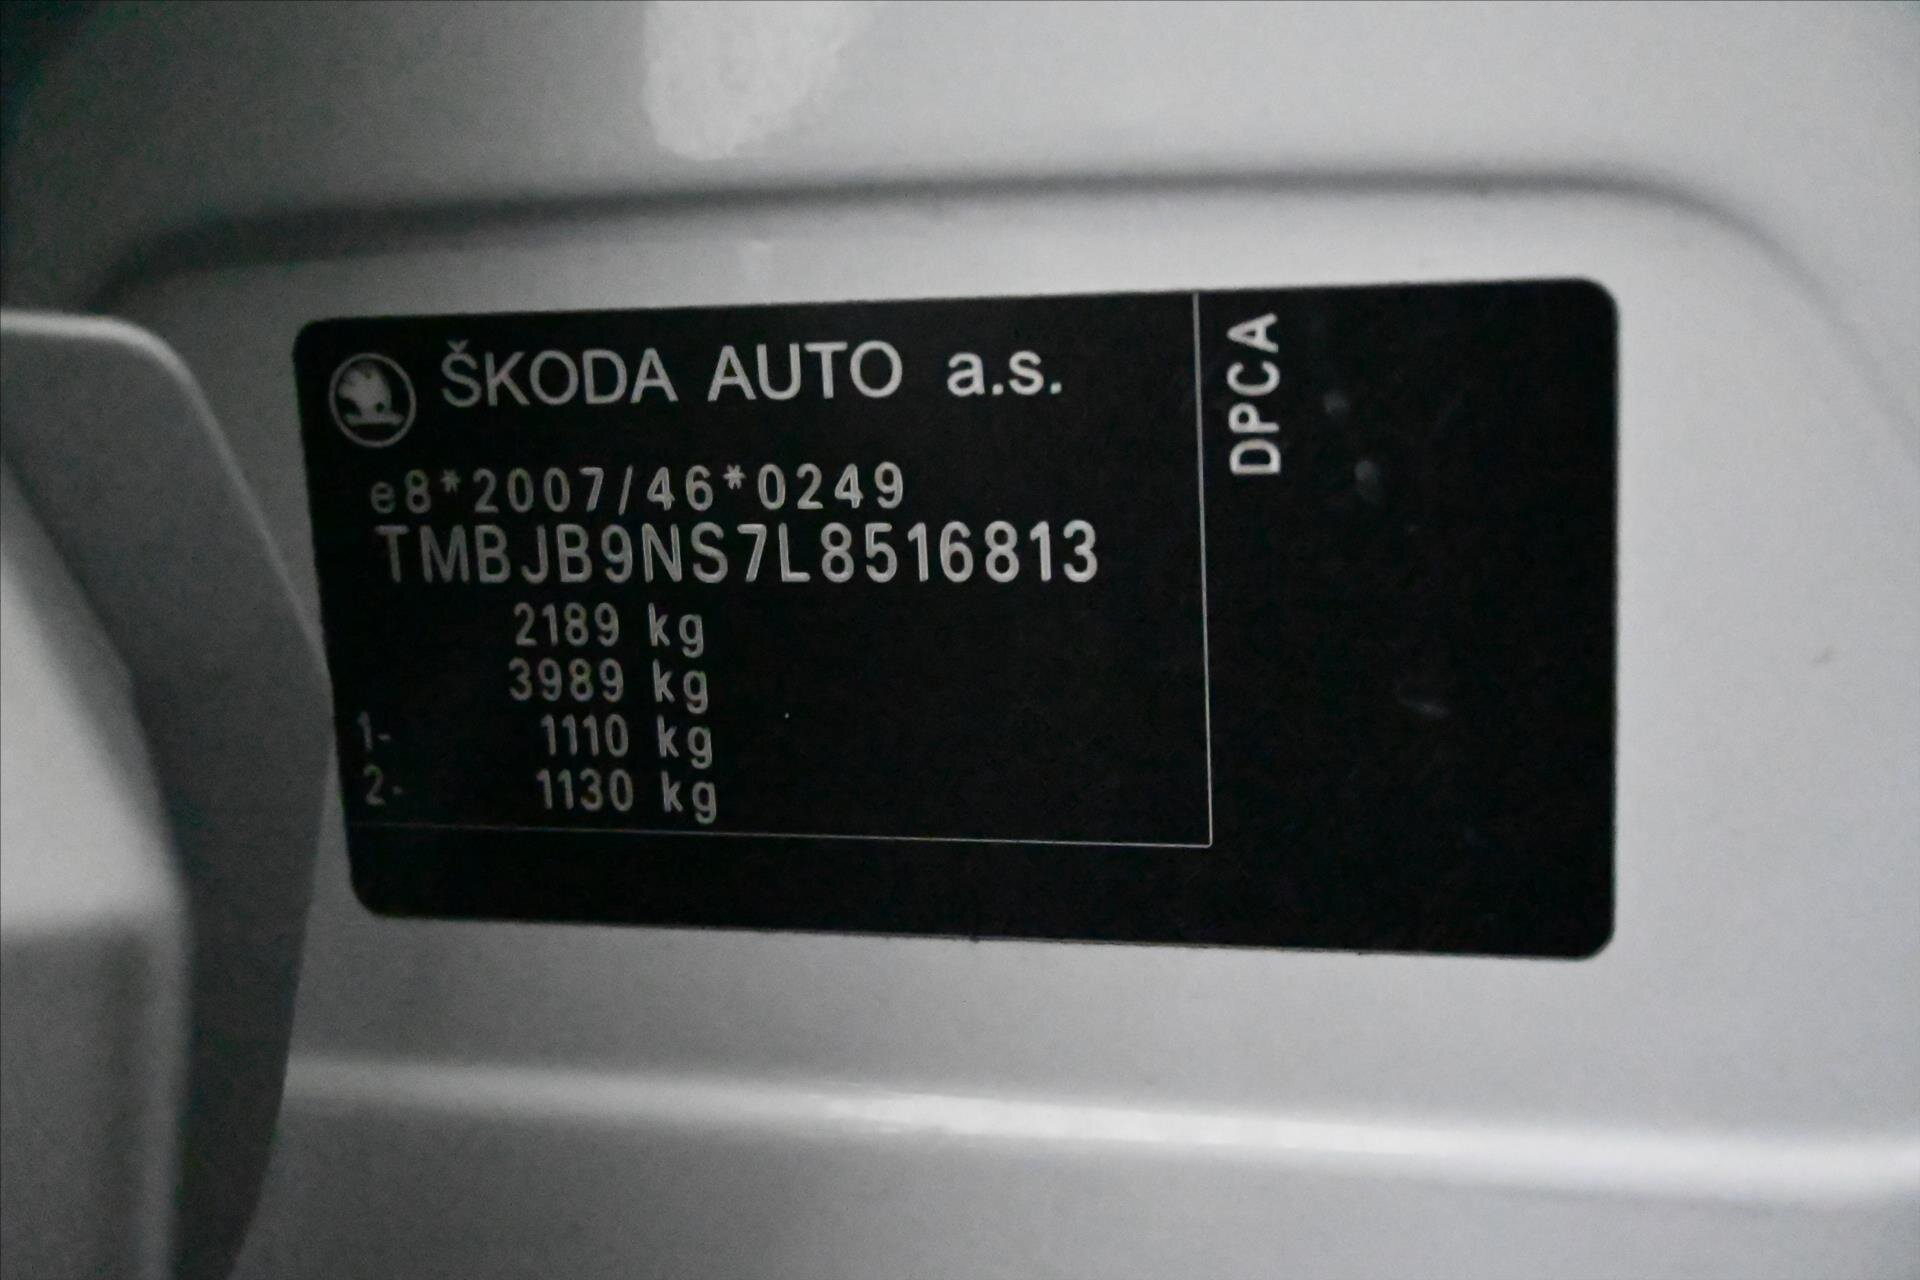 ŠKODA AUTO a.s.
e8*2007/46*0249
TMBJB9NS7L8516813
2189 kg
3989 kg
1- 1110 kg
2- 1130 kg
DPCA